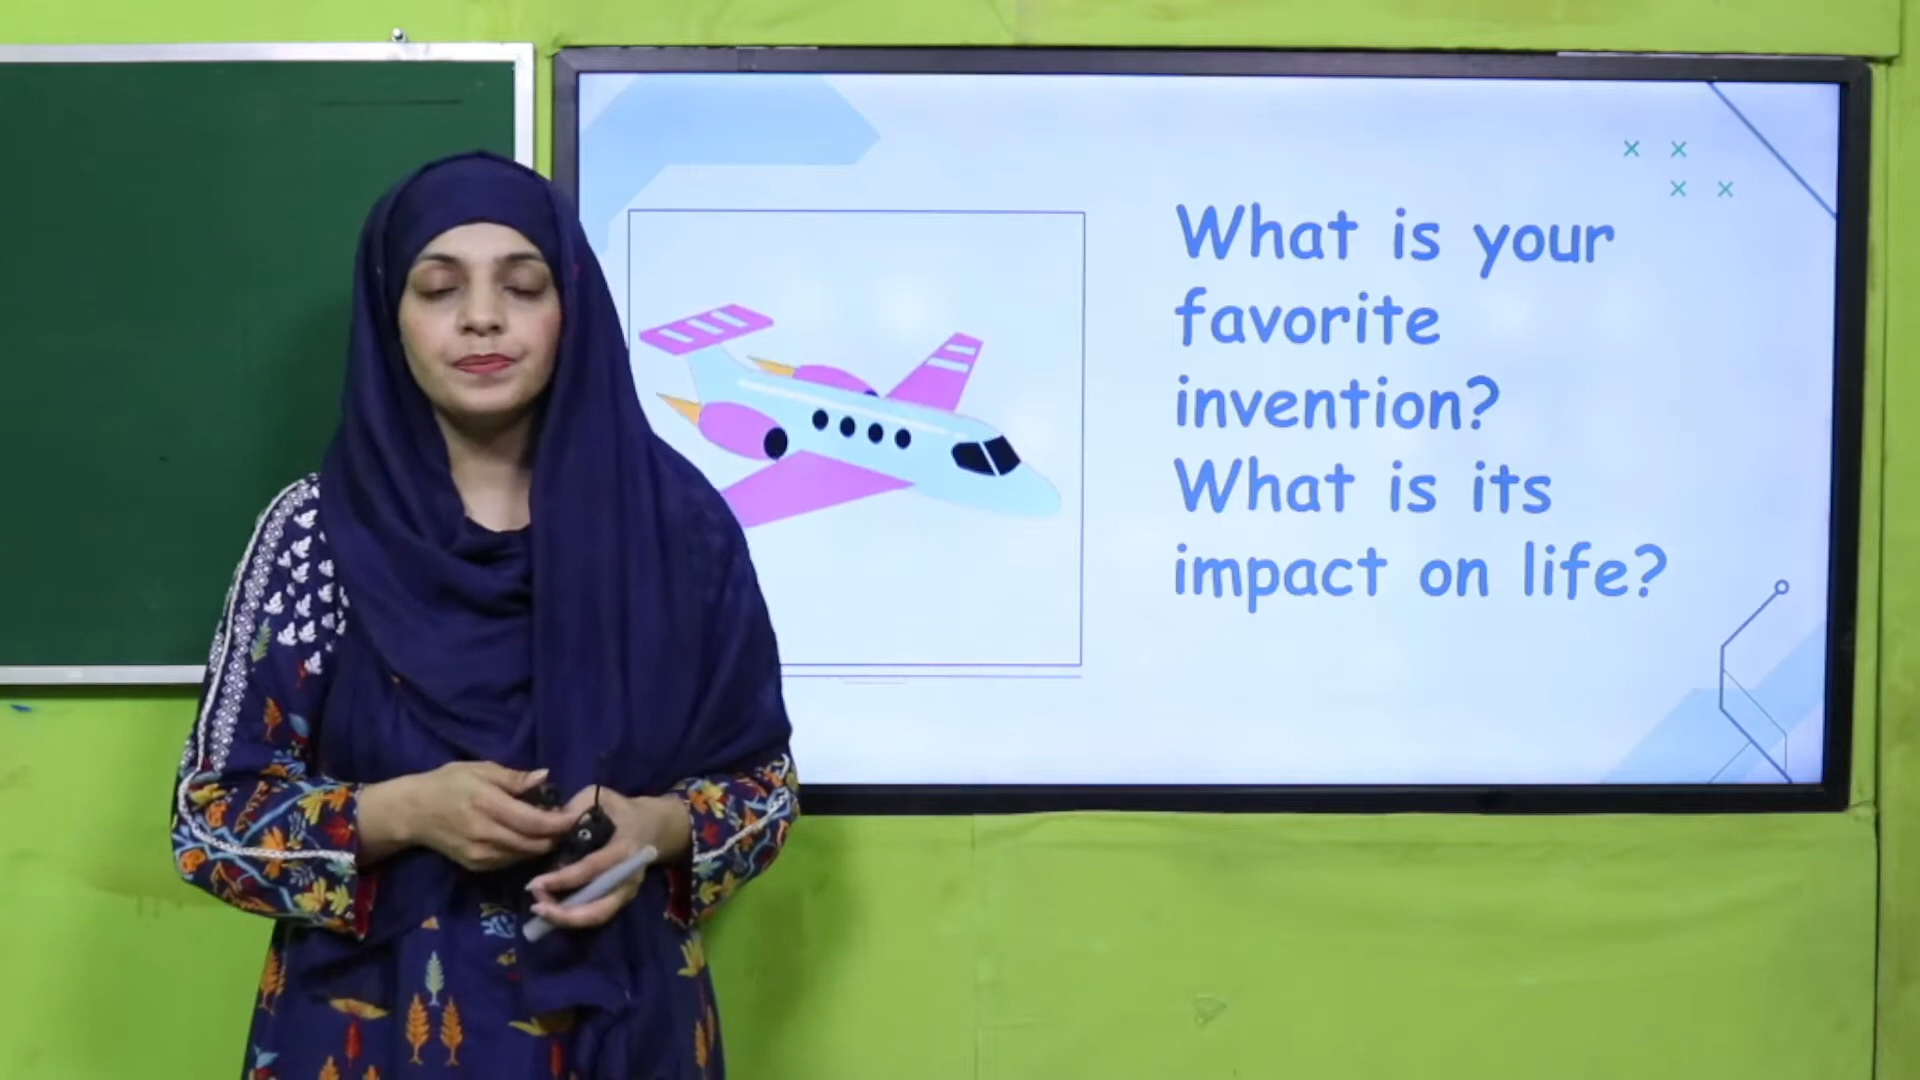 What is your
favorite
invention?
What is its
impact on life?